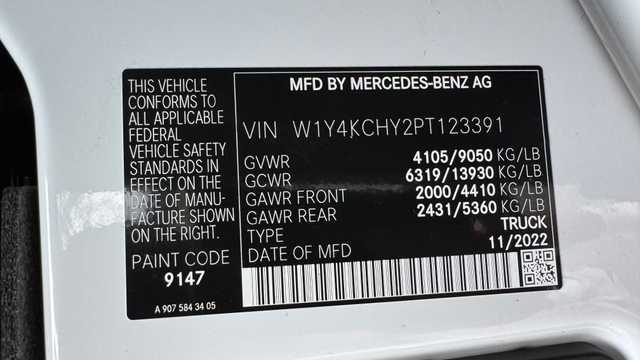 THIS VEHICLE
CONFORMS TO
ALL APPLICABLE
FEDERAL
VEHICLE SAFETY
STANDARDS IN
EFFECT ON THE
DATE OF MANU-
FACTURE SHOWN
ON THE RIGHT.
PAINT CODE
9147
A 907 584 34 05
MFD BY MERCEDES-BENZ AG
VIN W1Y4KCHY2PT123391
GVWR 4105/9050 KG/LB
GCWR 6319/13930 KG/LB
GAWR FRONT 2000/4410 KG/LB
GAWR REAR 2431/5360 KG/LB
TYPE TRUCK
DATE OF MFD 11/2022